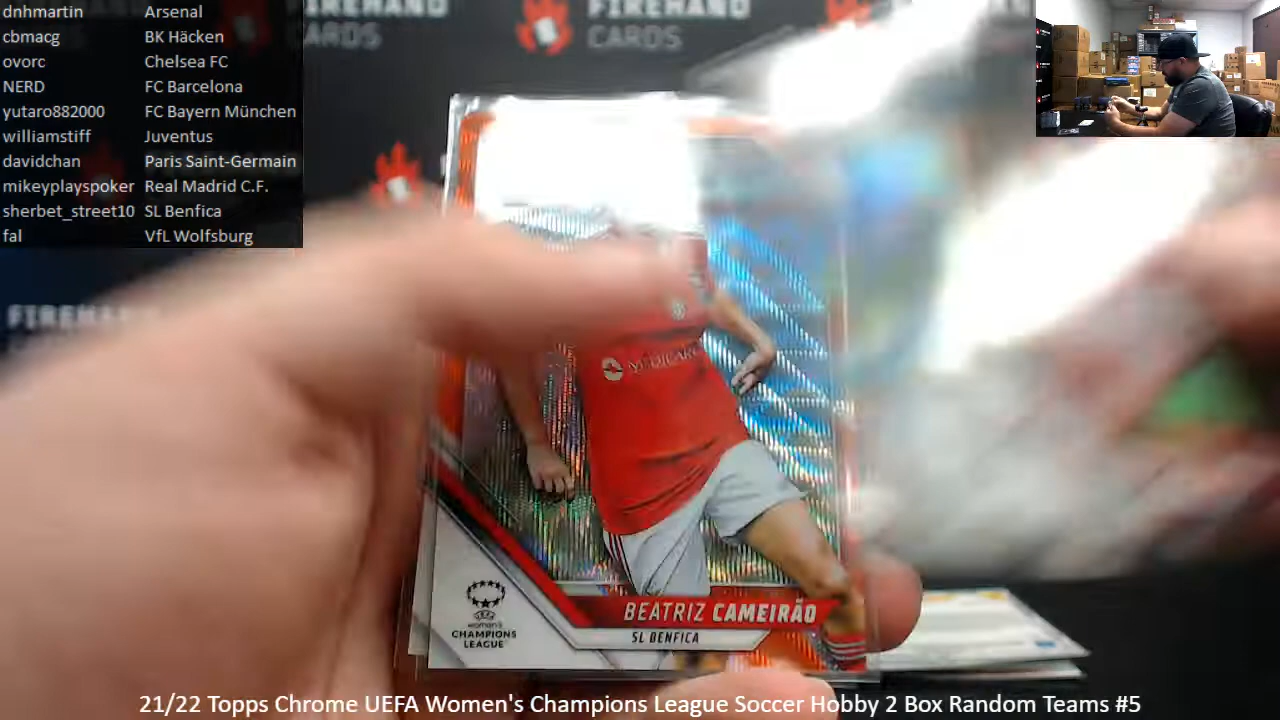 dnhmartin Arsenal
cbmacg BK Häcken
ovorc Chelsea FC
NERD FC Barcelona
yutaro882000 FC Bayern München
williamstiff Juventus
davidchan Paris Saint-Germain
mikeyplayspoker Real Madrid C.F.
sherbet_street10 SL Benfica
fal VfL Wolfsburg
FIREHAND
CARDS
FIREHAND
CARDS
BEATRIZ CAMEIRÃO
SL BENFICA
UEFA
women's
CHAMPIONS
LEAGUE
21/22 Topps Chrome UEFA Women's Champions League Soccer Hobby 2 Box Random Teams #5